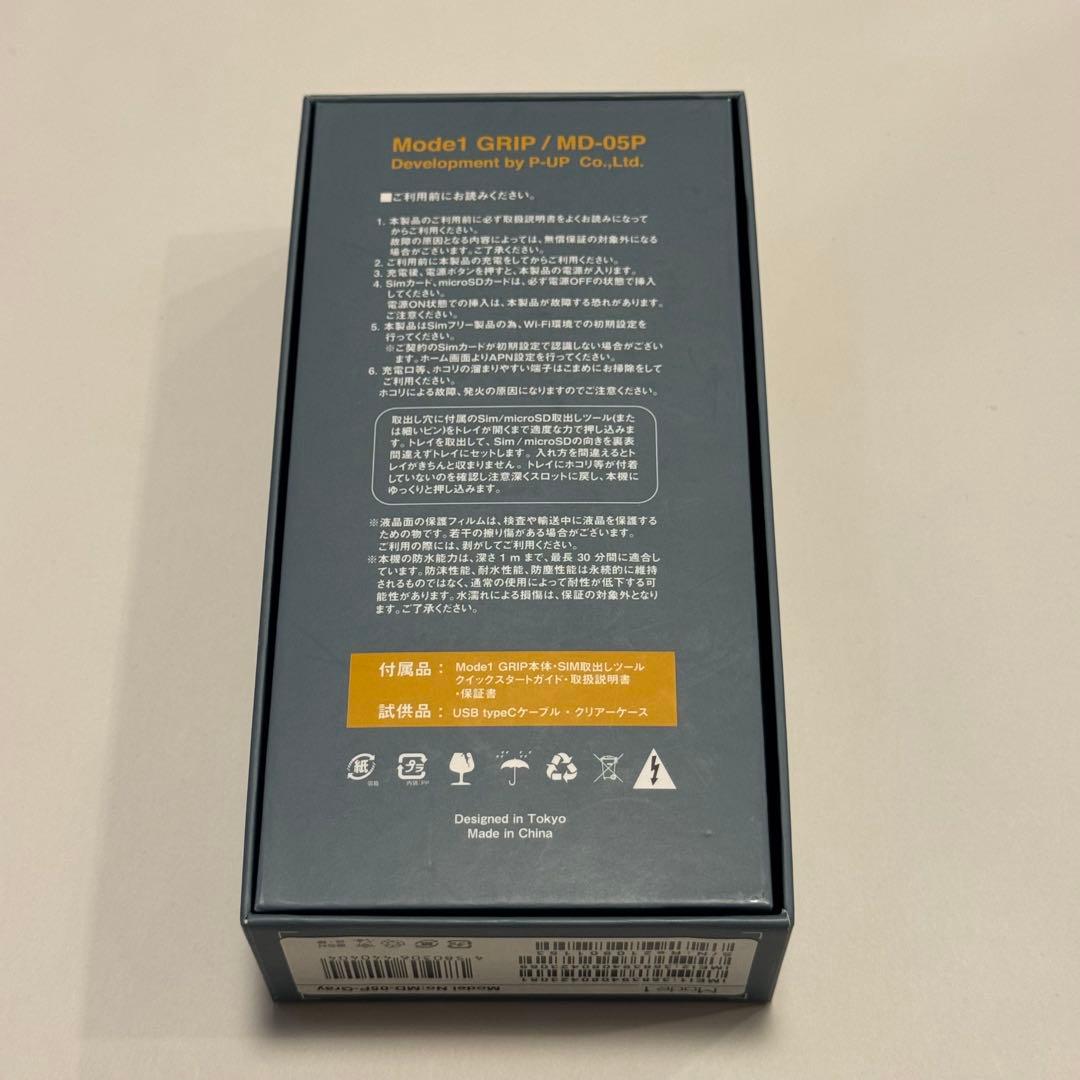 Mode1 GRIP / MD-05P
Development by P-UP Co.,Ltd.
■ご利用前にお読みください。
1. 本製品のご利用前に必ず取扱説明書をよくお読みになって
からご利用ください。
故障の原因となる内容によっては、無償保証の対象外になる
場合がございます。ご了承ください。
2. ご利用前に本製品の充電をしてからご利用ください。
3. 充電後、電源ボタンを押すと、本製品の電源が入ります。
4. Simカード、microSDカードは、必ず電源OFFの状態で挿入
してください。
電源ON状態での挿入は、本製品が故障する恐れがあります。
ご注意ください。
5. 本製品はSimフリー製品の為、Wi-Fi環境での初期設定を
行ってください。
※ご契約のSimカードが初期設定で認識しない場合がござい
ます。ホーム画面よりAPN設定を行ってください。
6. 充電口等、ホコリの溜まりやすい端子はこまめにお掃除をして
ご利用ください。
ホコリによる故障、発火の原因になりますのでご注意ください。
取出し穴に付属のSim/microSD取出しツール(また
は細いピン)をトレイが開くまで適度な力で押し込みま
す。トレイを取出して、Sim/microSDの向きを裏表
間違えずトレイにセットします。入れ方を間違えるとト
レイがきちんと収まりません。トレイにホコリ等が付着
していないのを確認し注意深くスロットに戻し、本機に
ゆっくりと押し込みます。
※液晶面の保護フィルムは、検査や輸送中に液晶を保護する
ための物です。若干の擦り傷がある場合がございます。
ご利用の際には、剥がしてご利用ください。
※本機の防水能力は、深さ1mまで、最長 30 分間に適合し
ています。防沫性能、耐水性能、防塵性能は永続的に維持
されるものではなく、通常の使用によって耐性が低下する可
能性があります。水濡れによる損傷は、保証の対象外となり
ます。ご了承ください。
付属品： Mode1 GRIP本体・SIM取出しツール
クイックスタートガイド・取扱説明書
・保証書
試供品： USB typeCケーブル・クリアーケース
紙 プラ
Designed in Tokyo
Made in China
Mode1
Model No:MD-05P-Gray